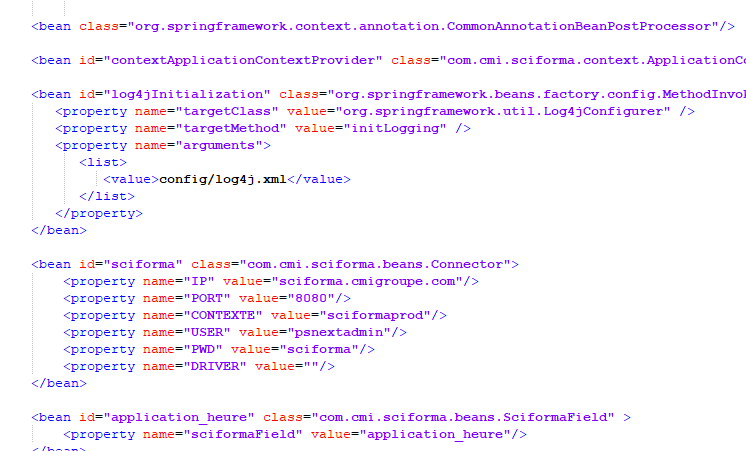 <bean class="org.springframework.context.annotation.CommonAnnotationBeanPostProcessor"/>
<bean id="contextApplicationContextProvider" class="com.cmi.sciforma.context.ApplicationCo
<bean id="log4jInitialization" class="org.springframework.beans.factory.config.MethodInvok
<property name="targetClass" value="org.springframework.util.Log4jConfigurer" />
<property name="targetMethod" value="initLogging" />
<property name="arguments">
<list>
<value>config/log4j.xml</value>
</list>
</property>
</bean>
<bean id="sciforma" class="com.cmi.sciforma.beans.Connector">
<property name="IP" value="sciforma.cmigroupe.com"/>
<property name="PORT" value="8080"/>
<property name="CONTEXTE" value="sciformaprod"/>
<property name="USER" value="psnextadmin"/>
<property name="PWD" value="sciforma"/>
<property name="DRIVER" value=""/>
</bean>
<bean id="application_heure" class="com.cmi.sciforma.beans.SciformaField" >
<property name="sciformaField" value="application_heure"/>
</bean>